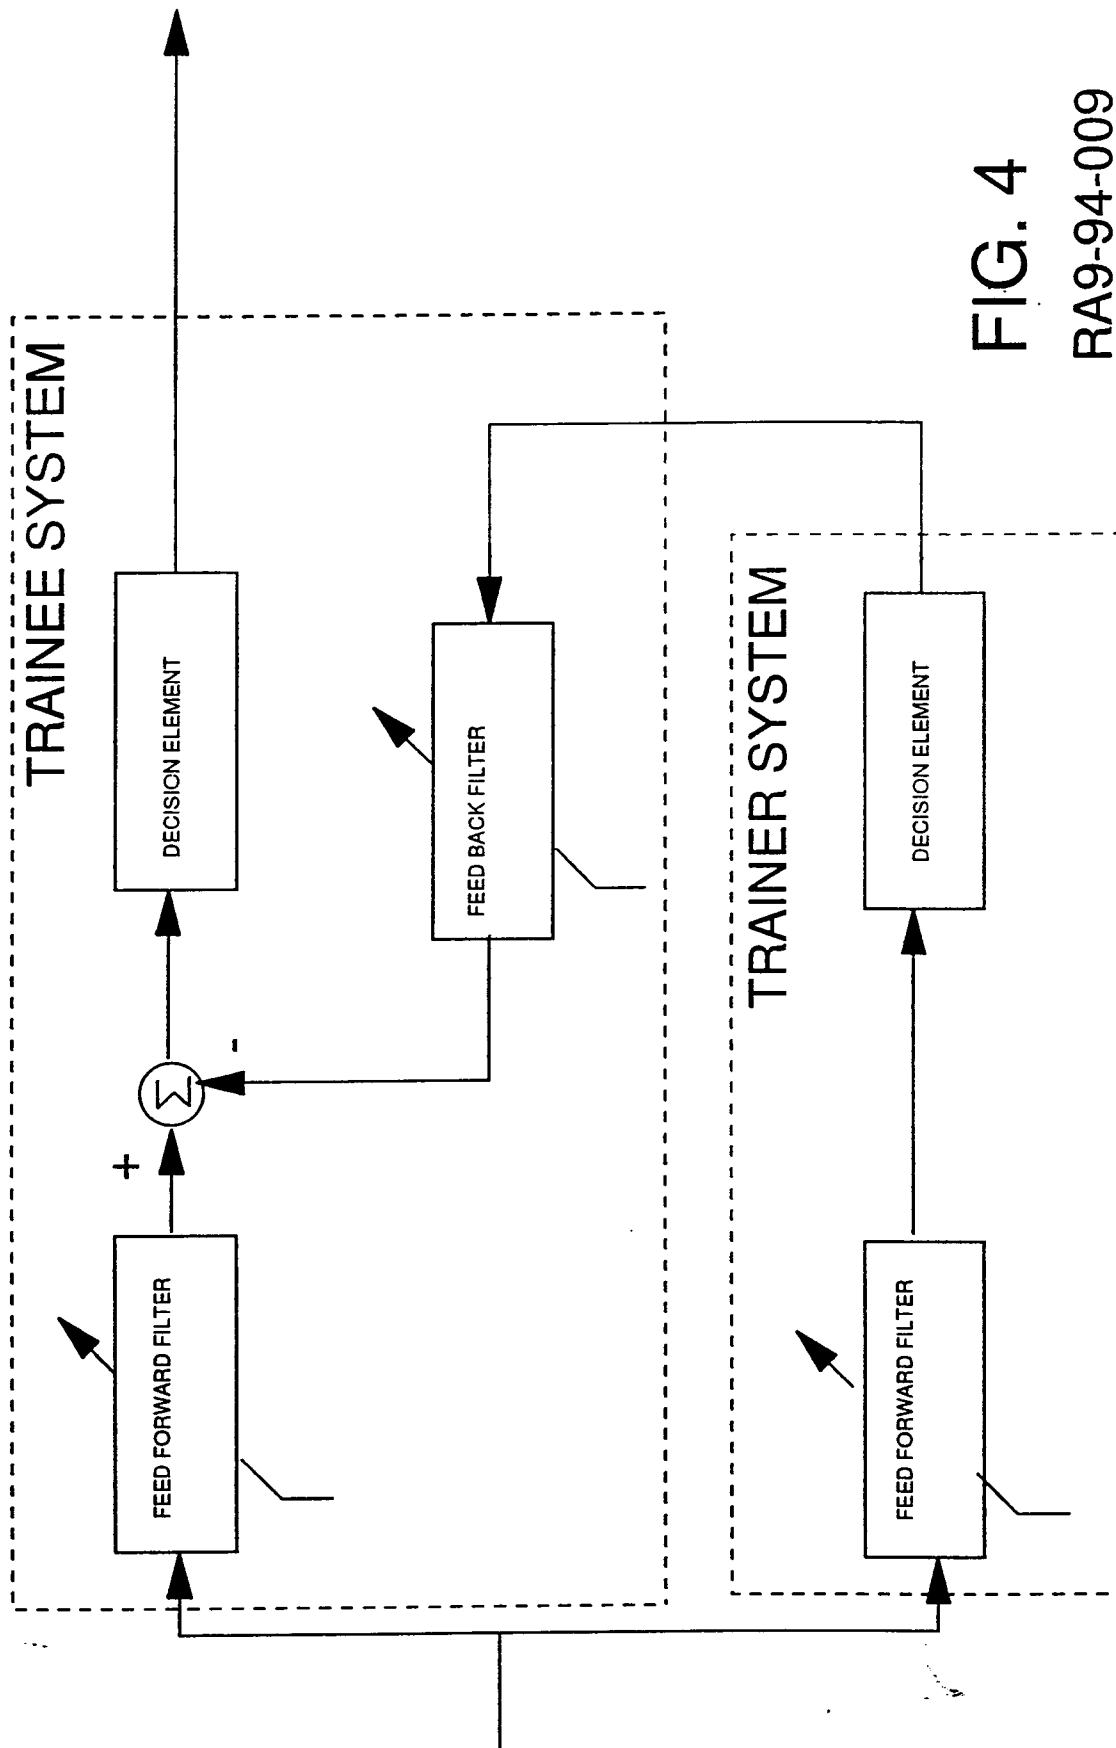 TRAINEE SYSTEM
FEED FORWARD FILTER
+
Σ
-
DECISION ELEMENT
FEED BACK FILTER
TRAINER SYSTEM
FEED FORWARD FILTER
DECISION ELEMENT
FIG. 4
RA9-94-009